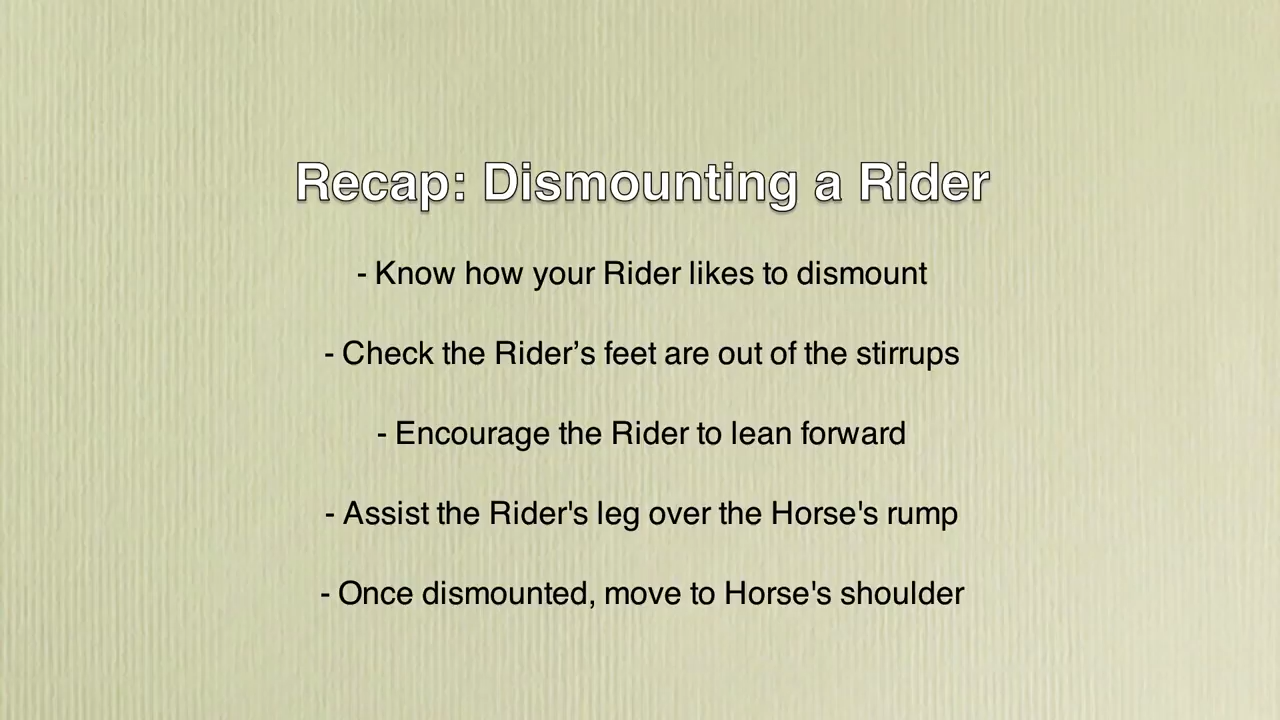 Recap: Dismounting a Rider
- Know how your Rider likes to dismount
- Check the Rider’s feet are out of the stirrups
- Encourage the Rider to lean forward
- Assist the Rider's leg over the Horse's rump
- Once dismounted, move to Horse's shoulder